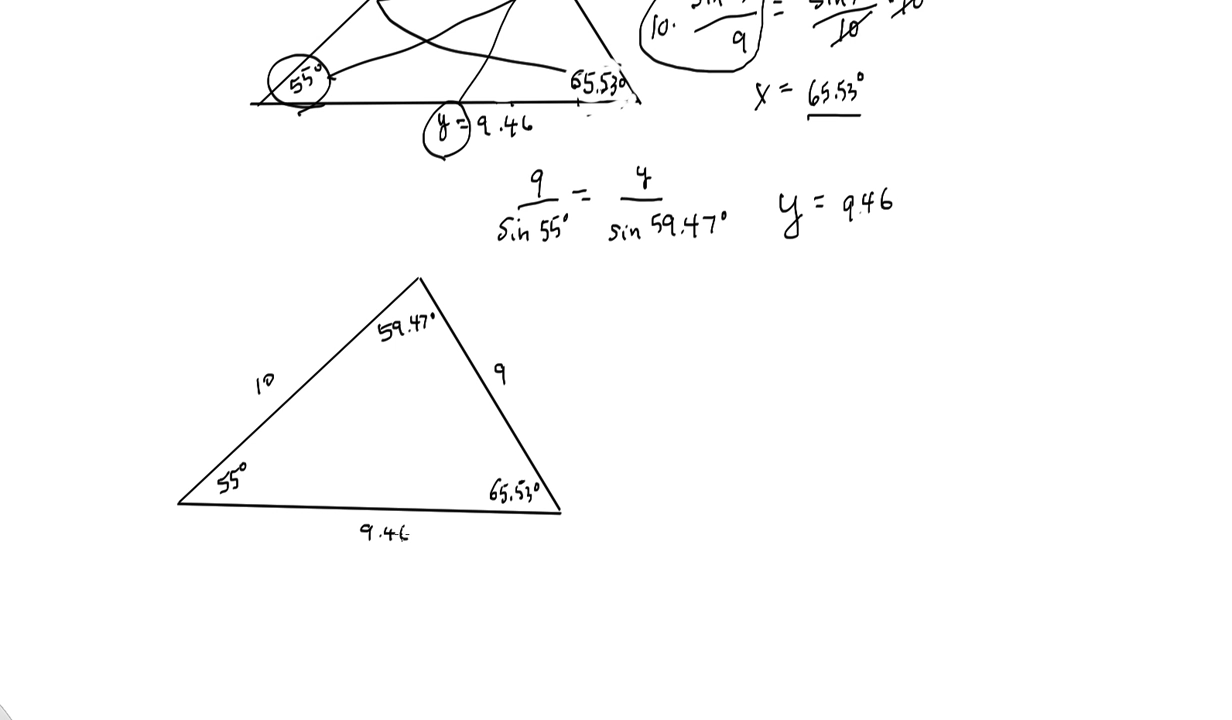 10. 9 = 10
55° 65.53° x = 65.53°
y = 9.46
9 / sin 55° = y / sin 59.47° y = 9.46
59.47°
10 9
55° 65.53°
9.46